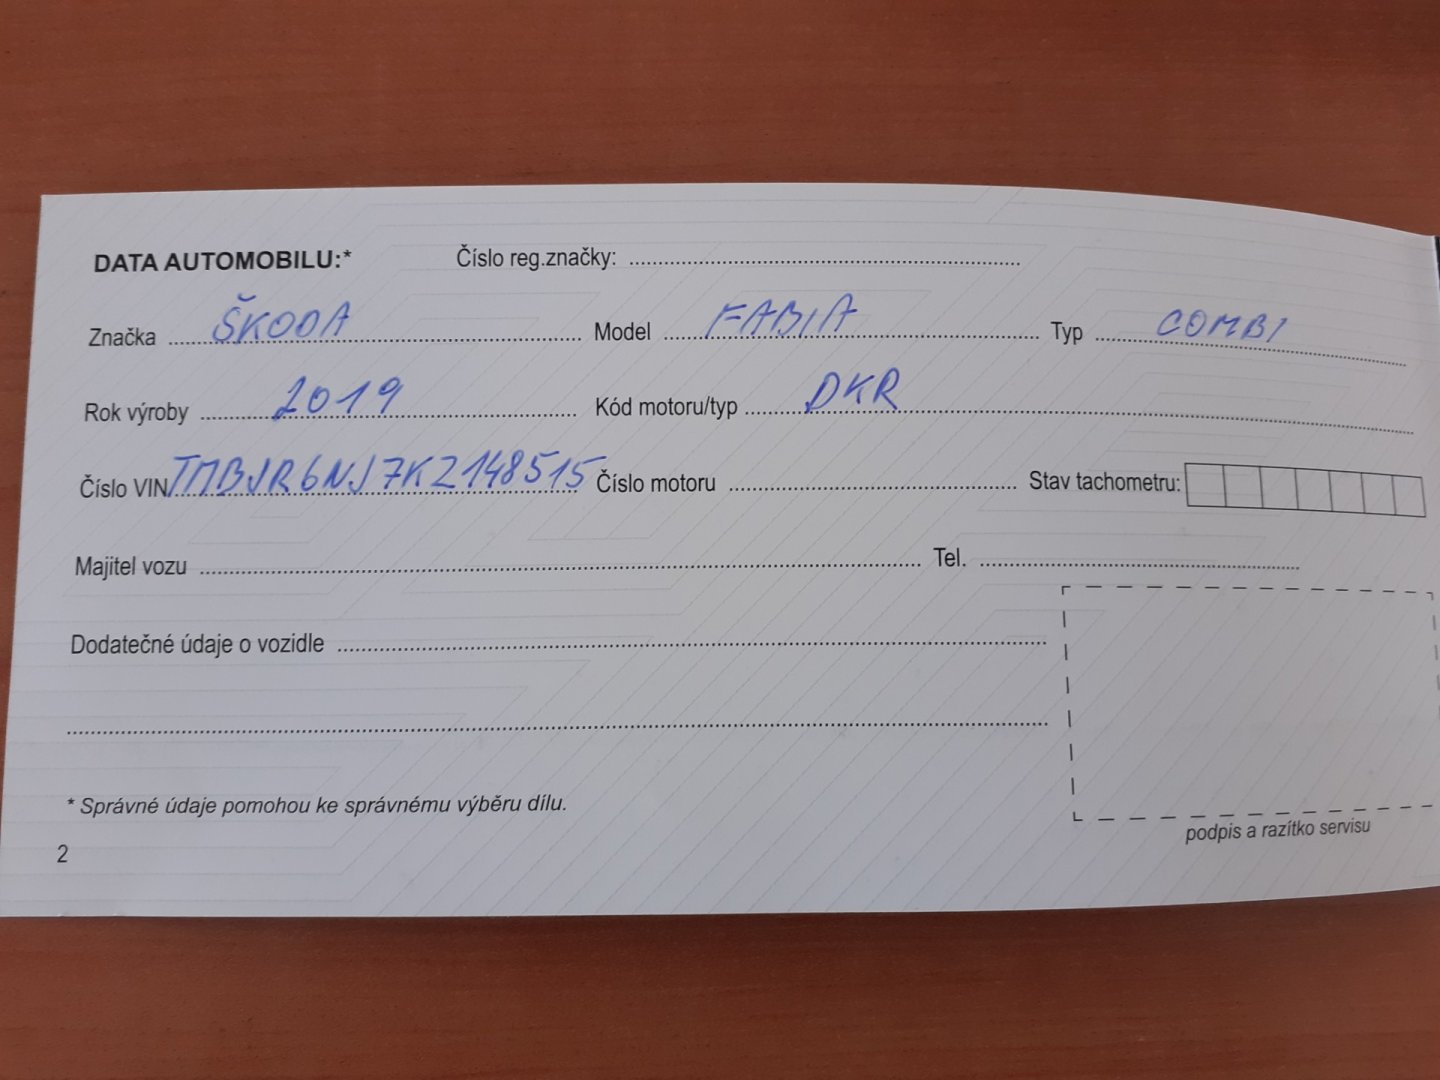 DATA AUTOMOBILU:* Číslo reg.značky:
Značka ŠKODA Model FABIA Typ COMBI
Rok výroby 2019 Kód motoru/typ DKR
Číslo VIN TMBJR6NJ7KZ148515 Číslo motoru Stav tachometru:
Majitel vozu Tel.
Dodatečné údaje o vozidle
* Správné údaje pomohou ke správnému výběru dílu.
podpis a razítko servisu
2